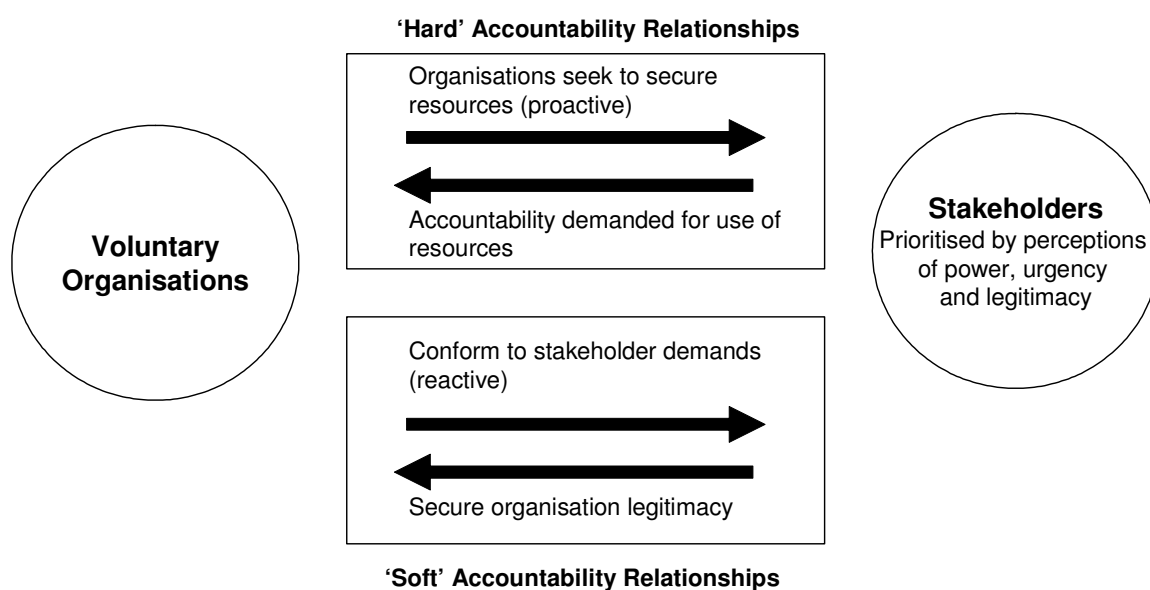 ‘Hard’ Accountability Relationships
Organisations seek to secure
resources (proactive)
Accountability demanded for use of
resources
Voluntary
Organisations
Stakeholders
Prioritised by perceptions
of power, urgency
and legitimacy
Conform to stakeholder demands
(reactive)
Secure organisation legitimacy
‘Soft’ Accountability Relationships